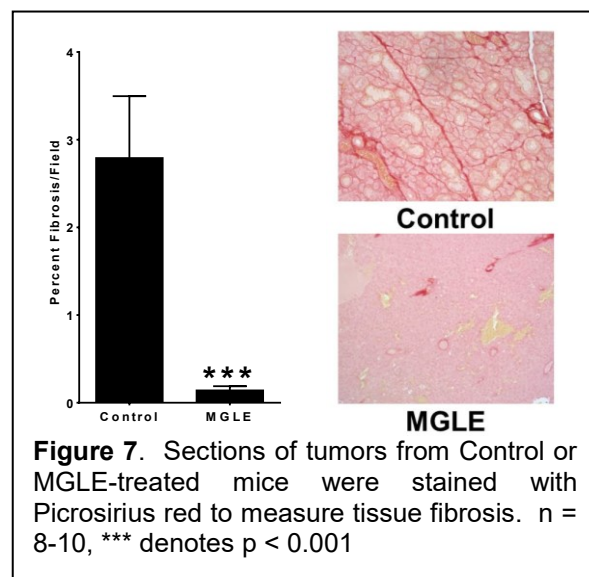 4
3
2
1
0
Percent Fibrosis/Field
***
Control
MGLE
Control
MGLE
Figure 7. Sections of tumors from Control or
MGLE-treated mice were stained with
Picrosirius red to measure tissue fibrosis. n =
8-10, *** denotes p < 0.001